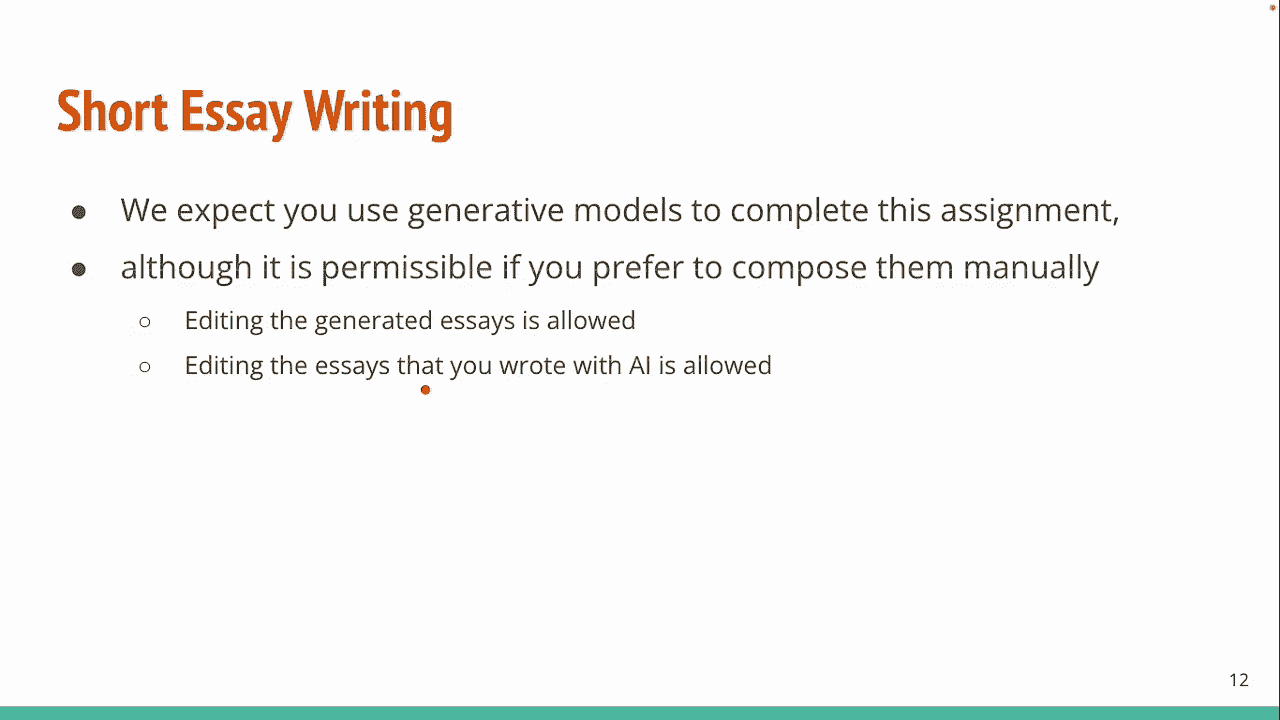 Short Essay Writing
● We expect you use generative models to complete this assignment,
● although it is permissible if you prefer to compose them manually
○ Editing the generated essays is allowed
○ Editing the essays that you wrote with AI is allowed
12